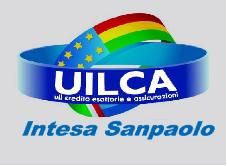 UILCA
uil credito esattorie e assicurazioni
Intesa Sanpaolo